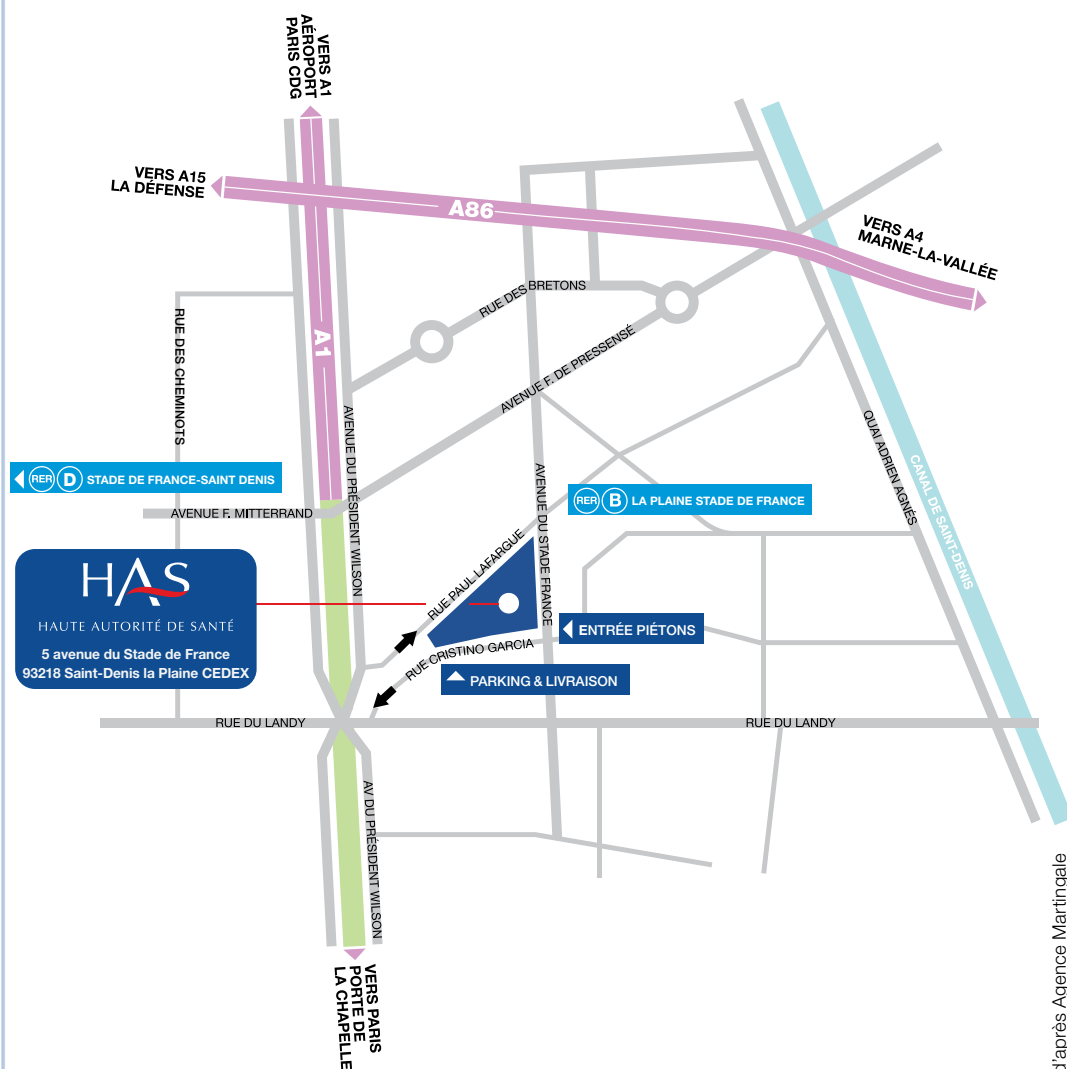 VERS A1
AÉROPORT
PARIS CDG
VERS A15
LA DÉFENSE
A86
VERS A4
MARNE-LA-VALLÉE
RUE DES BRETONS
A1
RUE DES CHEMINOTS
AVENUE F. DE PRESSENSÉ
AVENUE DU PRÉSIDENT WILSON
QUAI ADRIEN AGNÉS
CANAL DE SAINT-DENIS
RER D STADE DE FRANCE-SAINT DENIS
AVENUE DU STADE FRANCE
RER B LA PLAINE STADE DE FRANCE
AVENUE F. MITTERRAND
RUE PAUL LAFARGUE
HAS
HAUTE AUTORITÉ DE SANTÉ
5 avenue du Stade de France
93218 Saint-Denis la Plaine CEDEX
ENTRÉE PIÉTONS
RUE CRISTINO GARCIA
PARKING & LIVRAISON
RUE DU LANDY
RUE DU LANDY
AV DU PRÉSIDENT WILSON
VERS PARIS
PORTE DE
LA CHAPELLE
d'après Agence Martingale